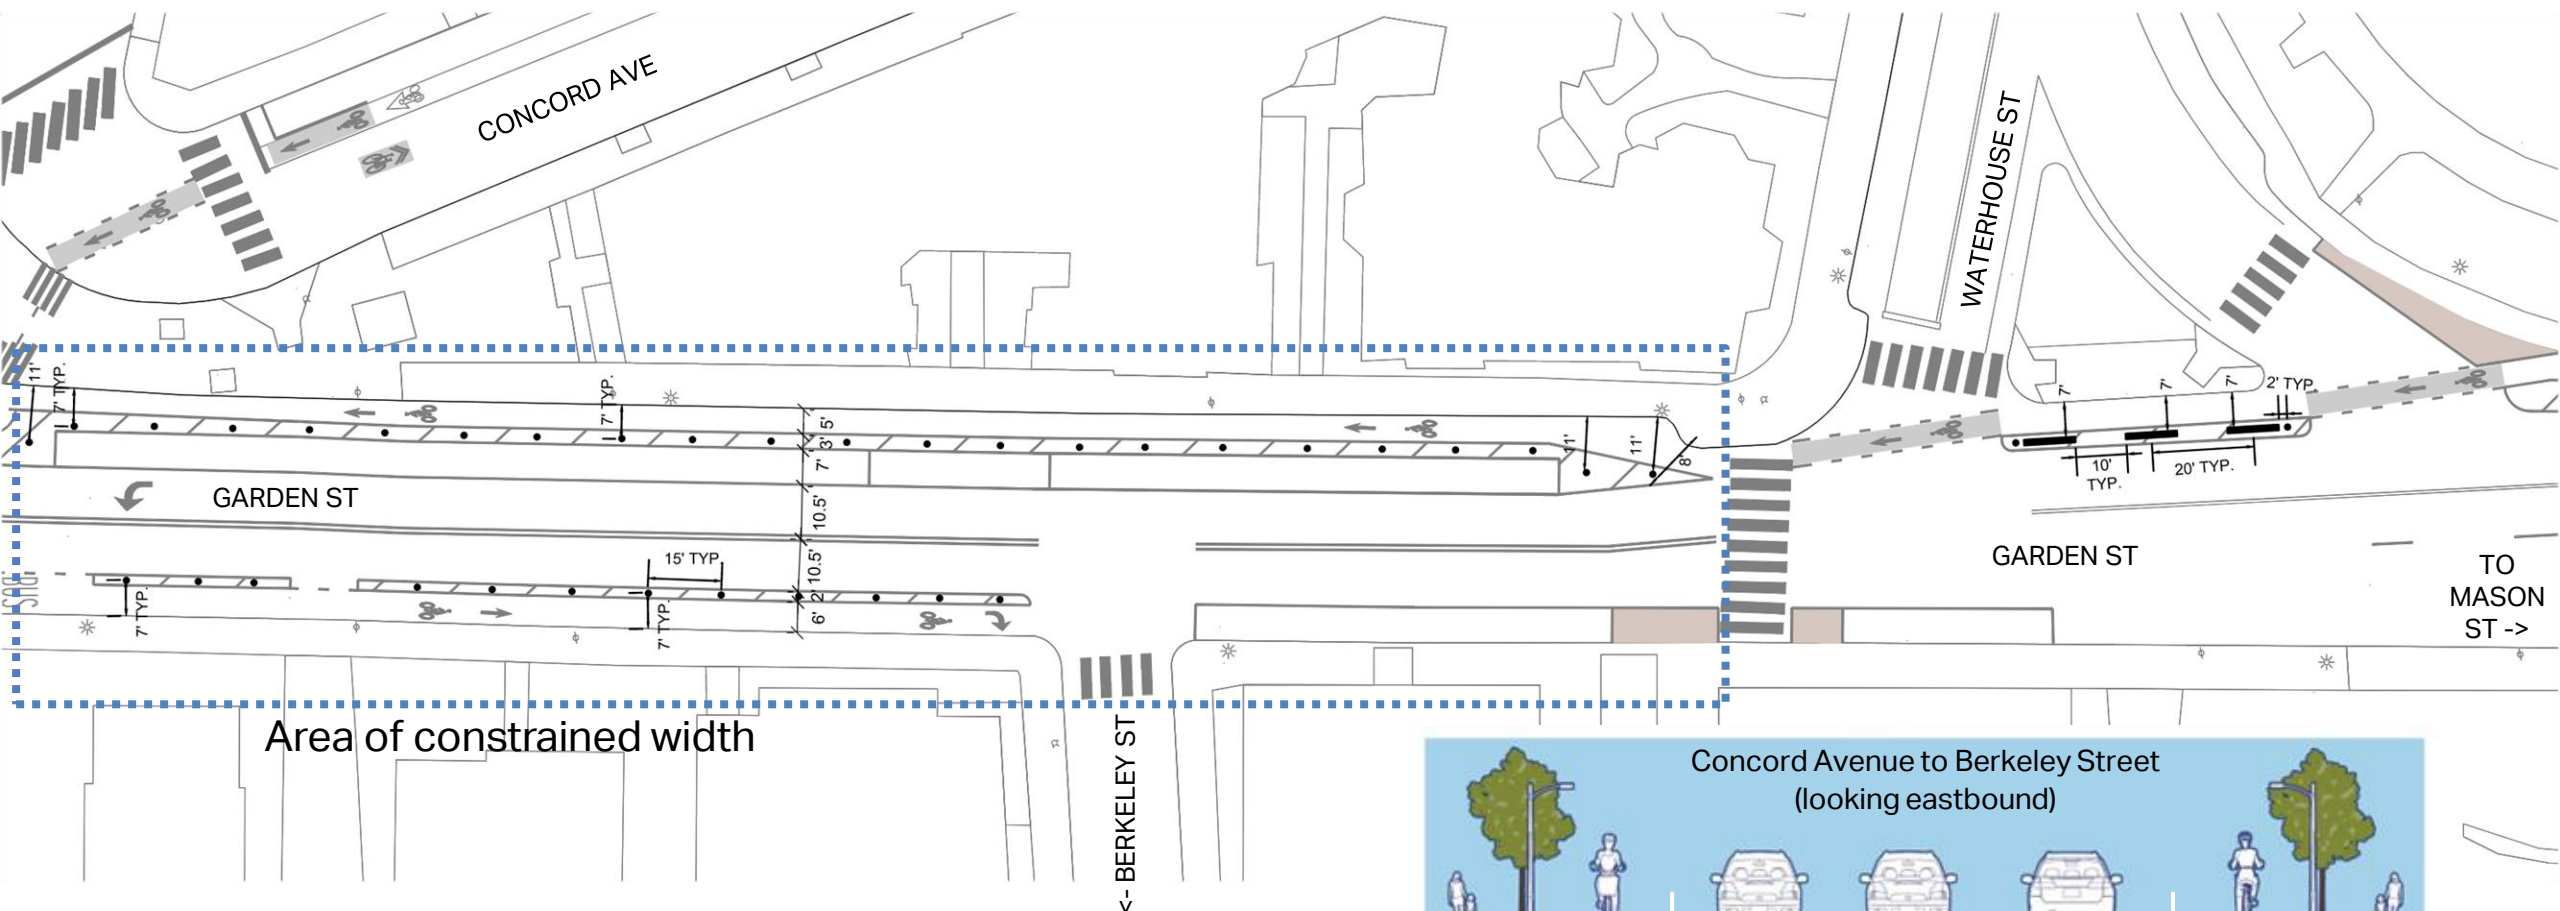 CONCORD AVE
WATERHOUSE ST
11'
7' TYP.
7' TYP.
5'
3'
7'
10.5'
10.5'
2'
6'
11'
11'
8'
7'
7'
7'
2' TYP.
10'
TYP.
20' TYP.
GARDEN ST
GARDEN ST
TO
MASON
ST ->
15' TYP.
BUS
7' TYP.
7' TYP.
Area of constrained width
BERKELEY ST
Concord Avenue to Berkeley Street
(looking eastbound)